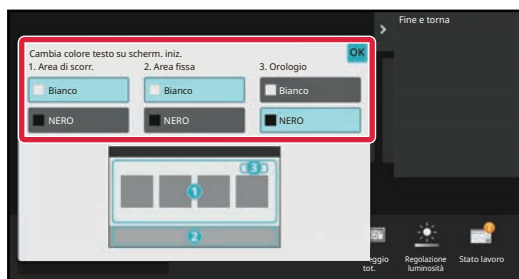 Fine e torna
Cambia colore testo su scherm. iniz.
OK
1. Area di scorr.
2. Area fissa
3. Orologio
Bianco
Bianco
Bianco
NERO
NERO
NERO
3
1
2
tot.
Regolazione
luminosità
Stato lavoro